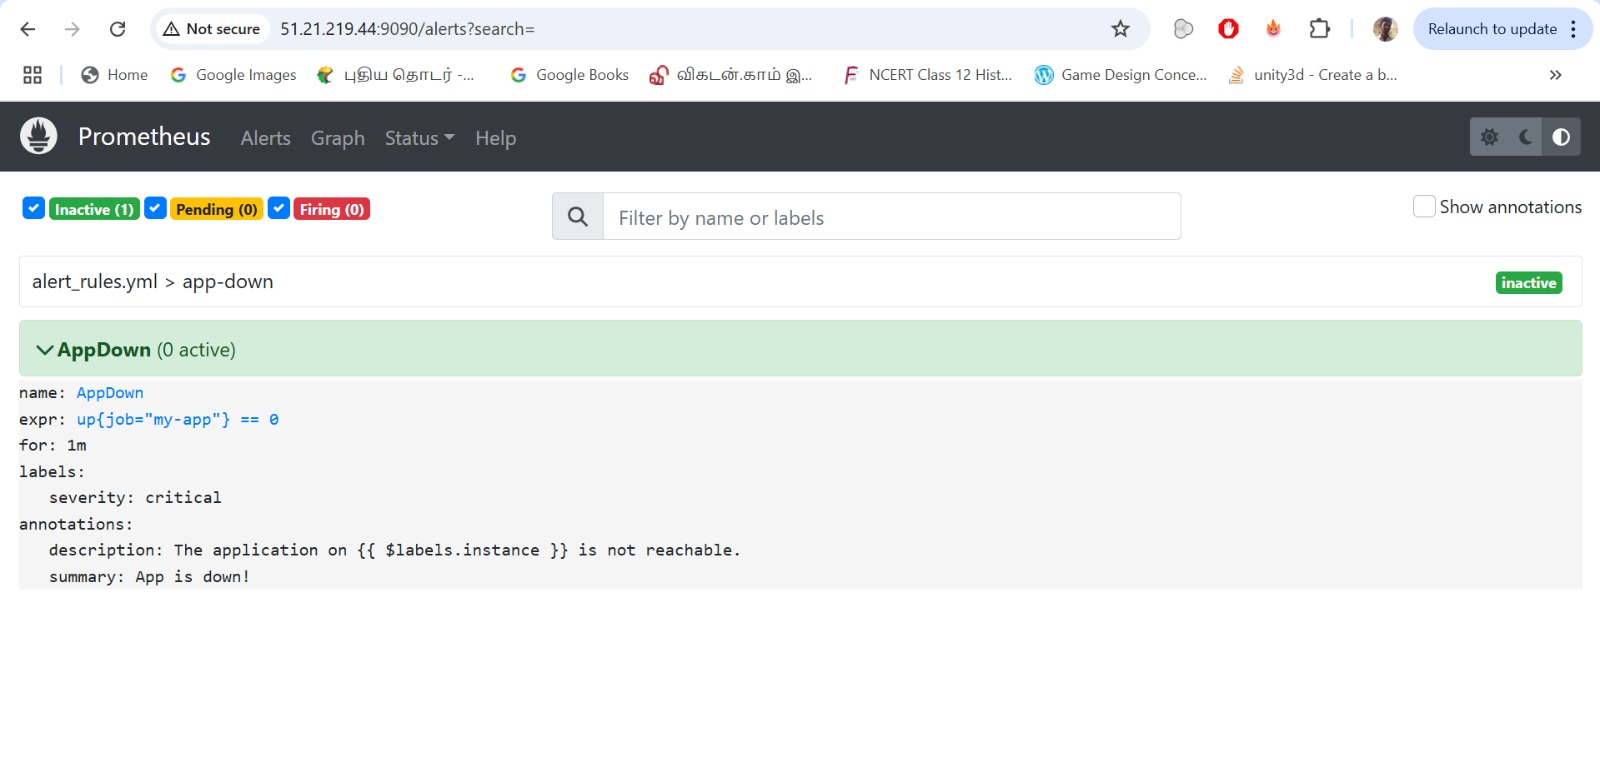 Not secure 51.21.219.44:9090/alerts?search= Relaunch to update
Home Google Images புதிய தொடர் -... Google Books விகடன்.காம் இ... NCERT Class 12 Hist... Game Design Conce... unity3d - Create a b... »
Prometheus Alerts Graph Status Help
Inactive (1) Pending (0) Firing (0) Filter by name or labels Show annotations
alert_rules.yml > app-down inactive
AppDown (0 active)
name: AppDown
expr: up{job="my-app"} == 0
for: 1m
labels:
severity: critical
annotations:
description: The application on {{ $labels.instance }} is not reachable.
summary: App is down!